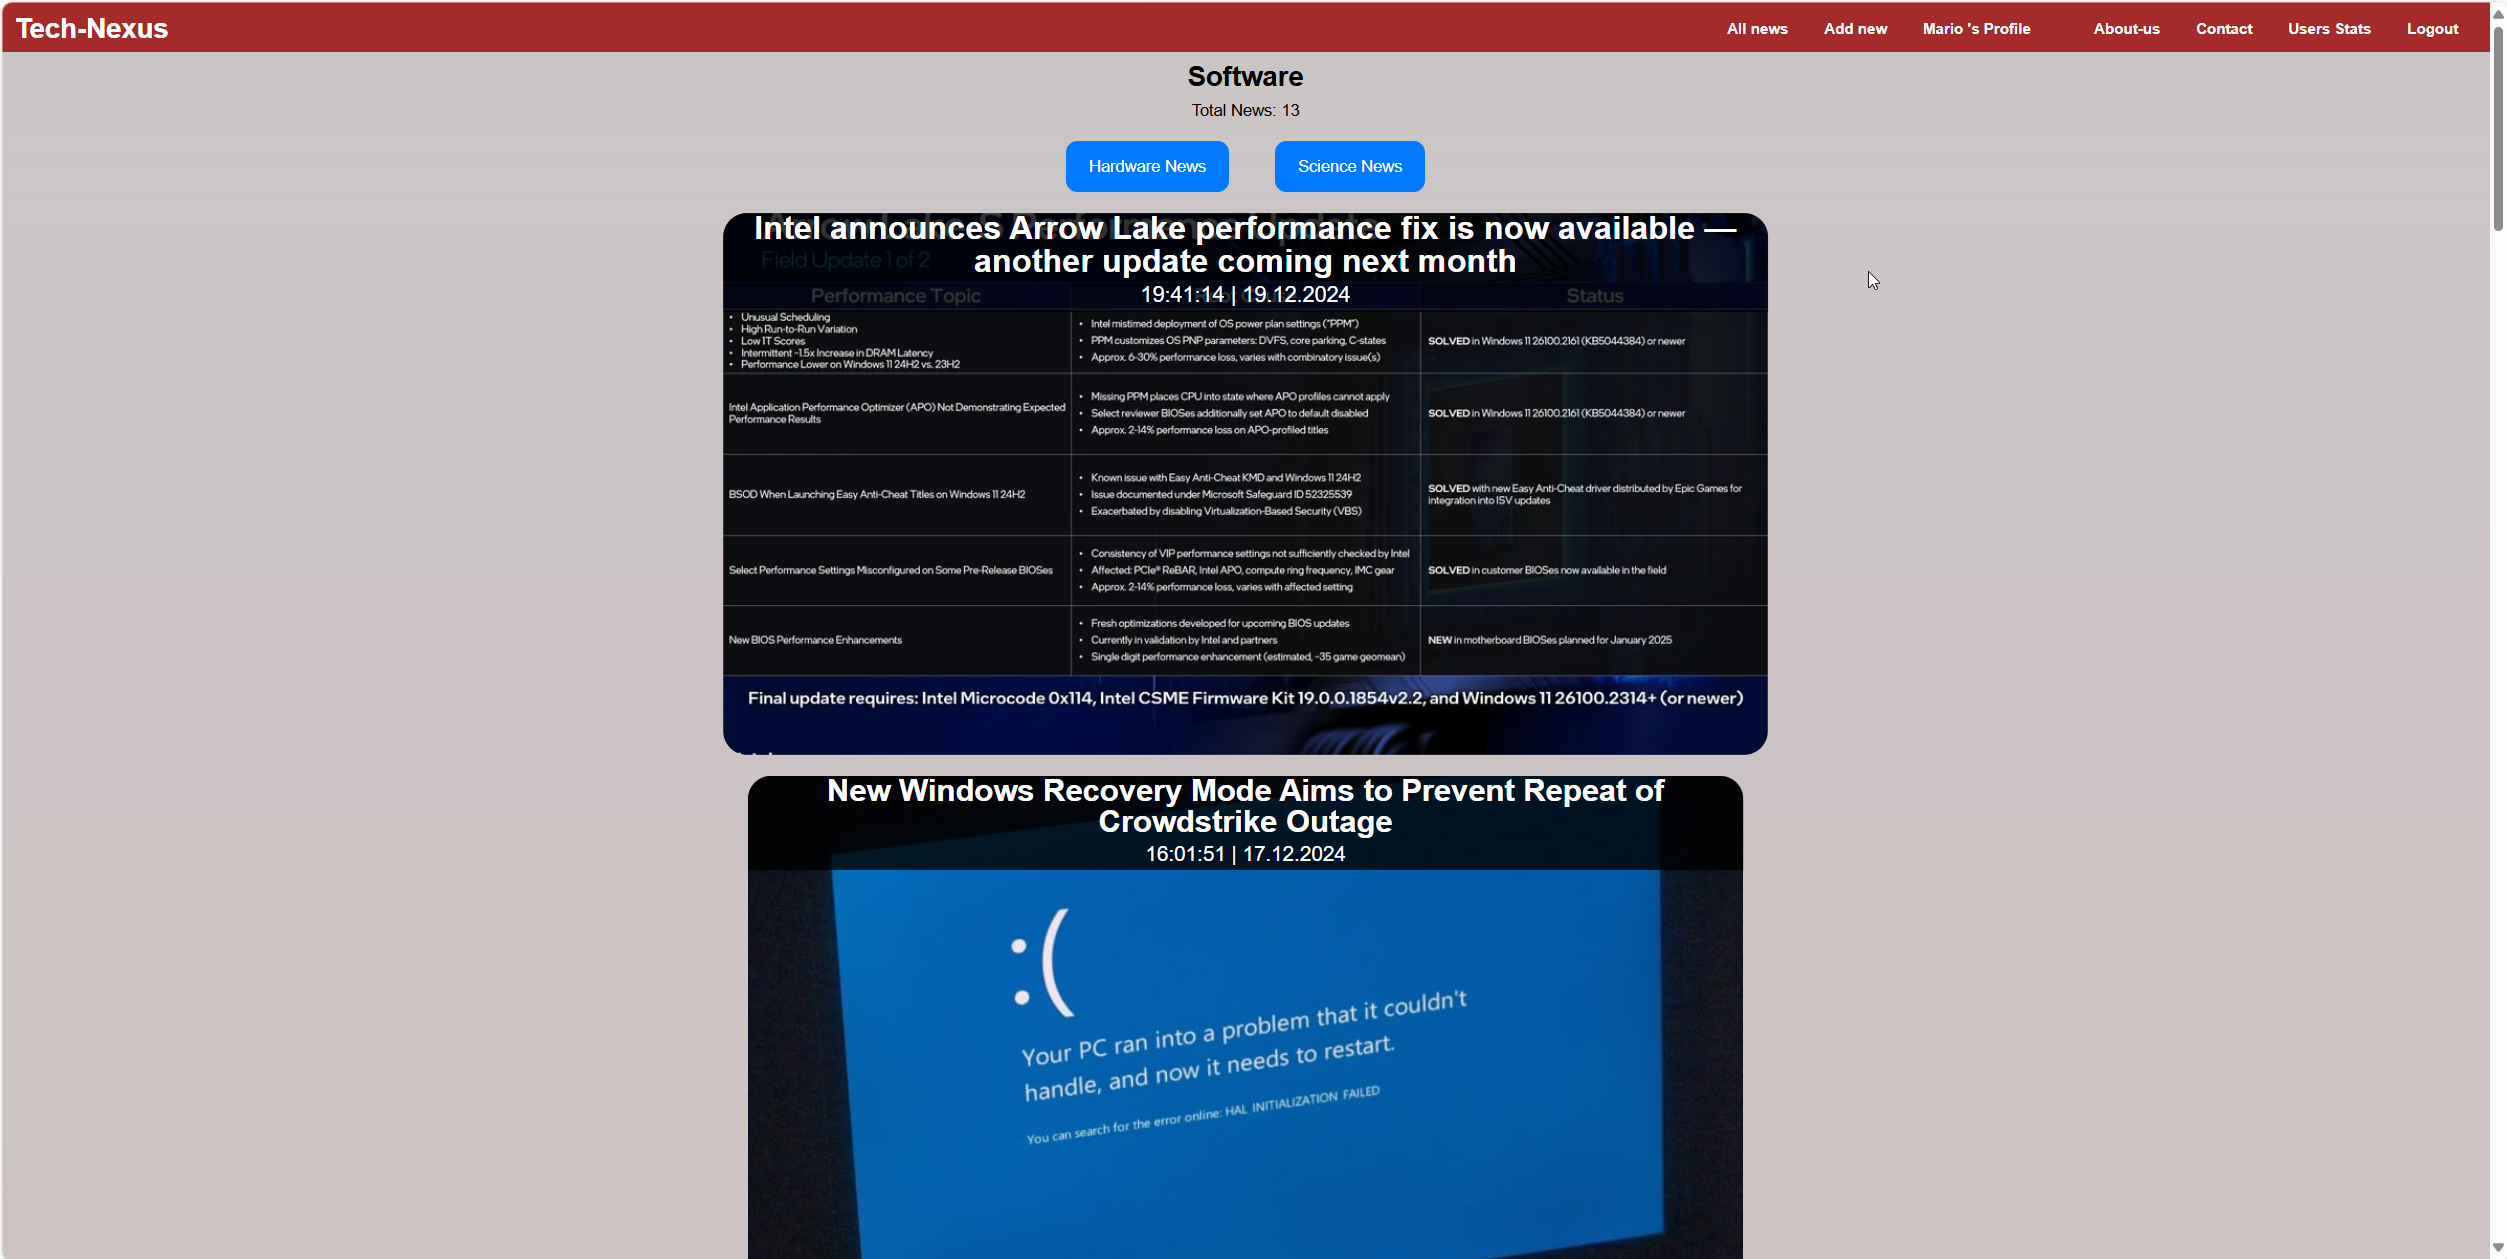 Tech-Nexus
All news
Add new
Mario 's Profile
About-us
Contact
Users Stats
Logout
Software
Total News: 13
Hardware News
Science News
Intel announces Arrow Lake performance fix is now available —
another update coming next month
19:41:14 | 19.12.2024
Field Update 1 of 2
Performance Topic
Status
• Unusual Scheduling
• High Run-to-Run Variation
• Low 1T Scores
• Intermittent ~1.5x Increase in DRAM Latency
• Performance Lower on Windows 11 24H2 vs. 23H2
• Intel mistimed deployment of OS power plan settings ("PPM")
• PPM customizes OS PNP parameters: DVFS, core parking, C-states
• Approx. 6-30% performance loss, varies with combinatory issue(s)
SOLVED in Windows 11 26100.2161 (KB5044384) or newer
Intel Application Performance Optimizer (APO) Not Demonstrating Expected
Performance Results
• Missing PPM places CPU into state where APO profiles cannot apply
• Select reviewer BIOSes additionally set APO to default disabled
• Approx. 2-14% performance loss on APO-profiled titles
SOLVED in Windows 11 26100.2161 (KB5044384) or newer
BSOD When Launching Easy Anti-Cheat Titles on Windows 11 24H2
• Known issue with Easy Anti-Cheat KMD and Windows 11 24H2
• Issue documented under Microsoft Safeguard ID 52325539
• Exacerbated by disabling Virtualization-Based Security (VBS)
SOLVED with new Easy Anti-Cheat driver distributed by Epic Games for
integration into ISV updates
Select Performance Settings Misconfigured on Some Pre-Release BIOSes
• Consistency of VIP performance settings not sufficiently checked by Intel
• Affected: PCIe® ReBAR, Intel APO, compute ring frequency, IMC gear
• Approx. 2-14% performance loss, varies with affected setting
SOLVED in customer BIOSes now available in the field
New BIOS Performance Enhancements
• Fresh optimizations developed for upcoming BIOS updates
• Currently in validation by Intel and partners
• Single digit performance enhancement (estimated, ~35 game geomean)
NEW in motherboard BIOSes planned for January 2025
Final update requires: Intel Microcode 0x114, Intel CSME Firmware Kit 19.0.0.1854v2.2, and Windows 11 26100.2314+ (or newer)
New Windows Recovery Mode Aims to Prevent Repeat of
Crowdstrike Outage
16:01:51 | 17.12.2024
:(
Your PC ran into a problem that it couldn't
handle, and now it needs to restart.
You can search for the error online: HAL_INITIALIZATION_FAILED